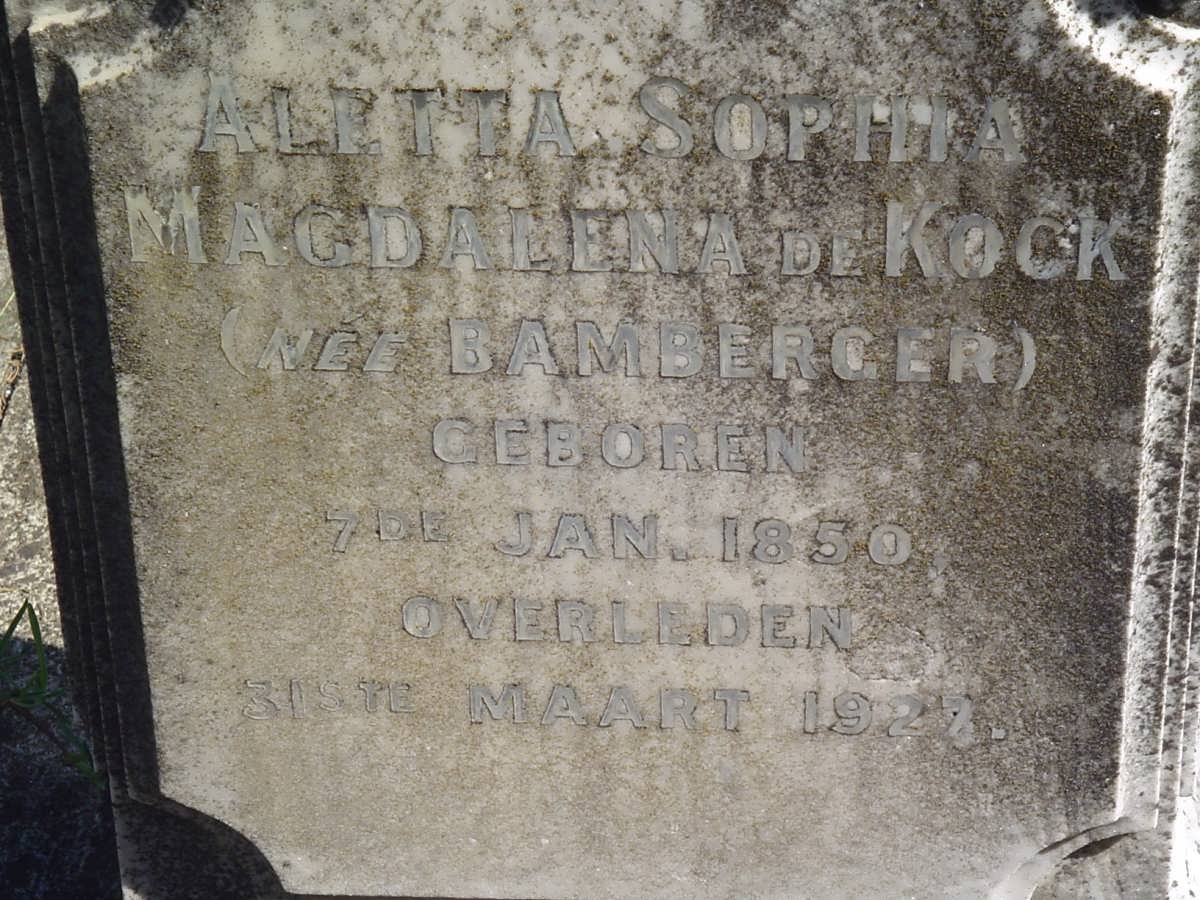 ALETTA SOPHIA
MAGDALENA DE KOCK
(NÉE BAMBERGER)
GEBOREN
7DE JAN. 1850,
OVERLEDEN
31STE MAART 1927.